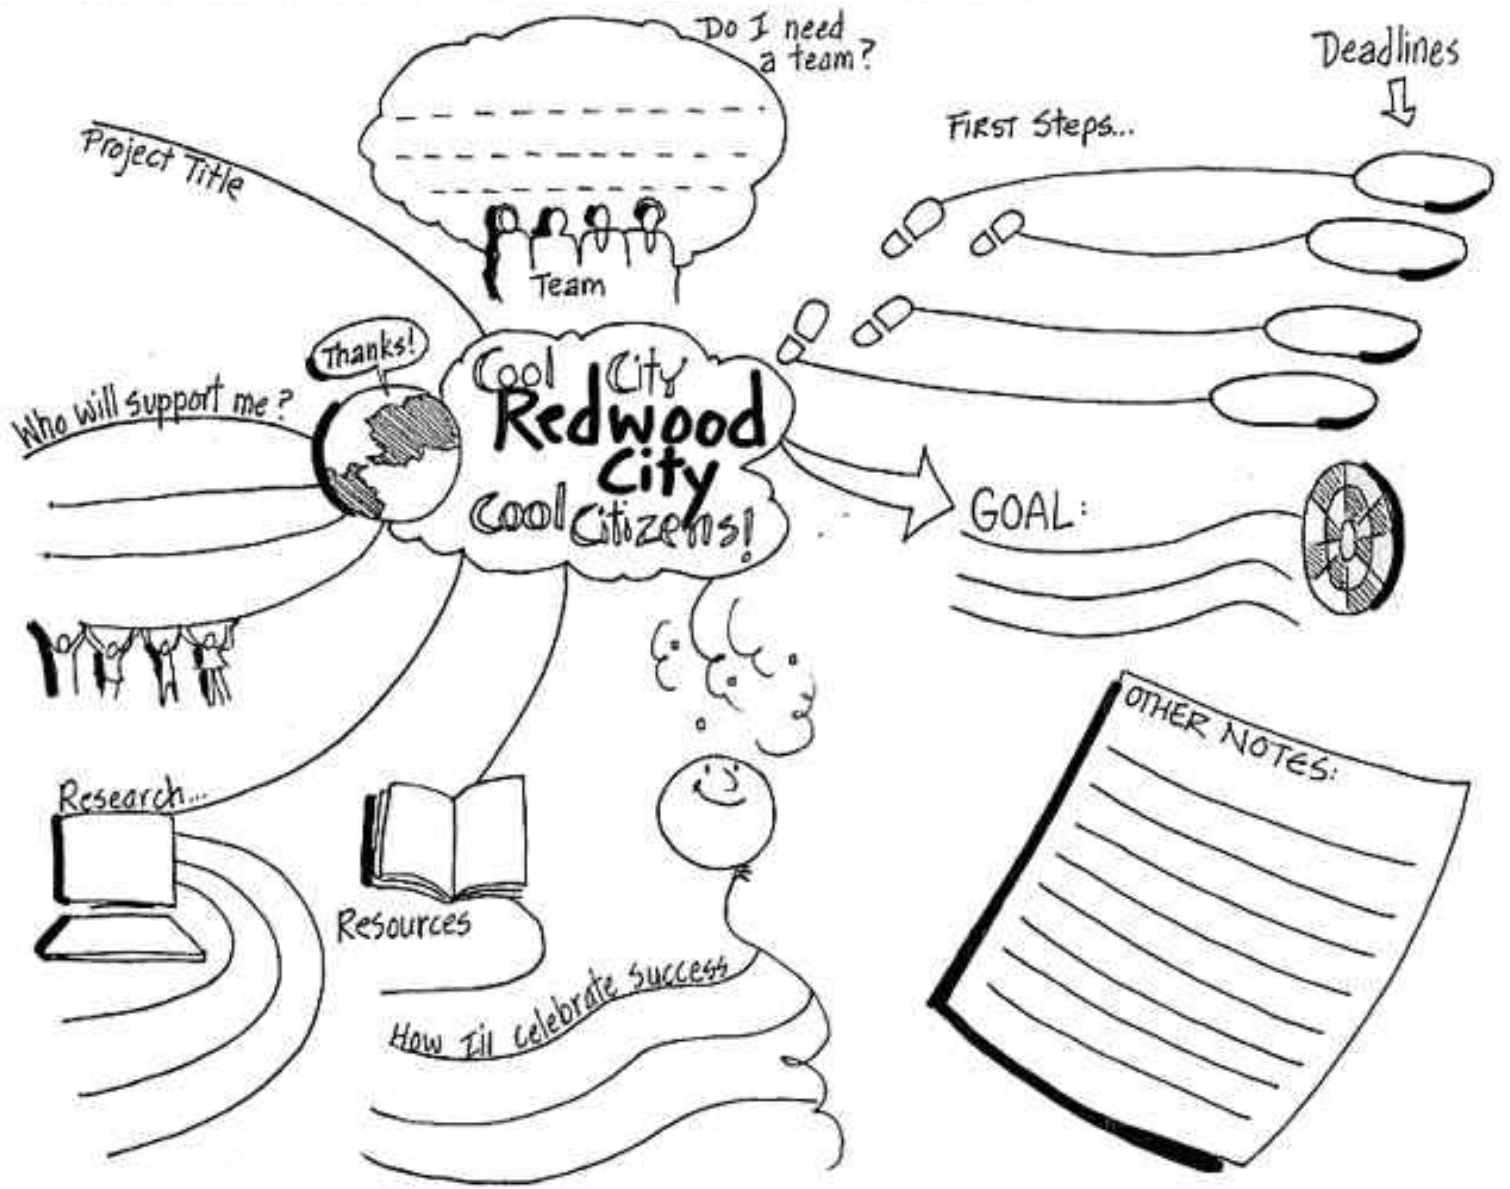 Do I need
a team?
Deadlines
FIRST Steps...
Project Title
Team
Thanks!
Who will support me?
Cool City
Redwood
City
Cool Citizens!
GOAL:
OTHER NOTES:
Research...
Resources
How I'll celebrate success